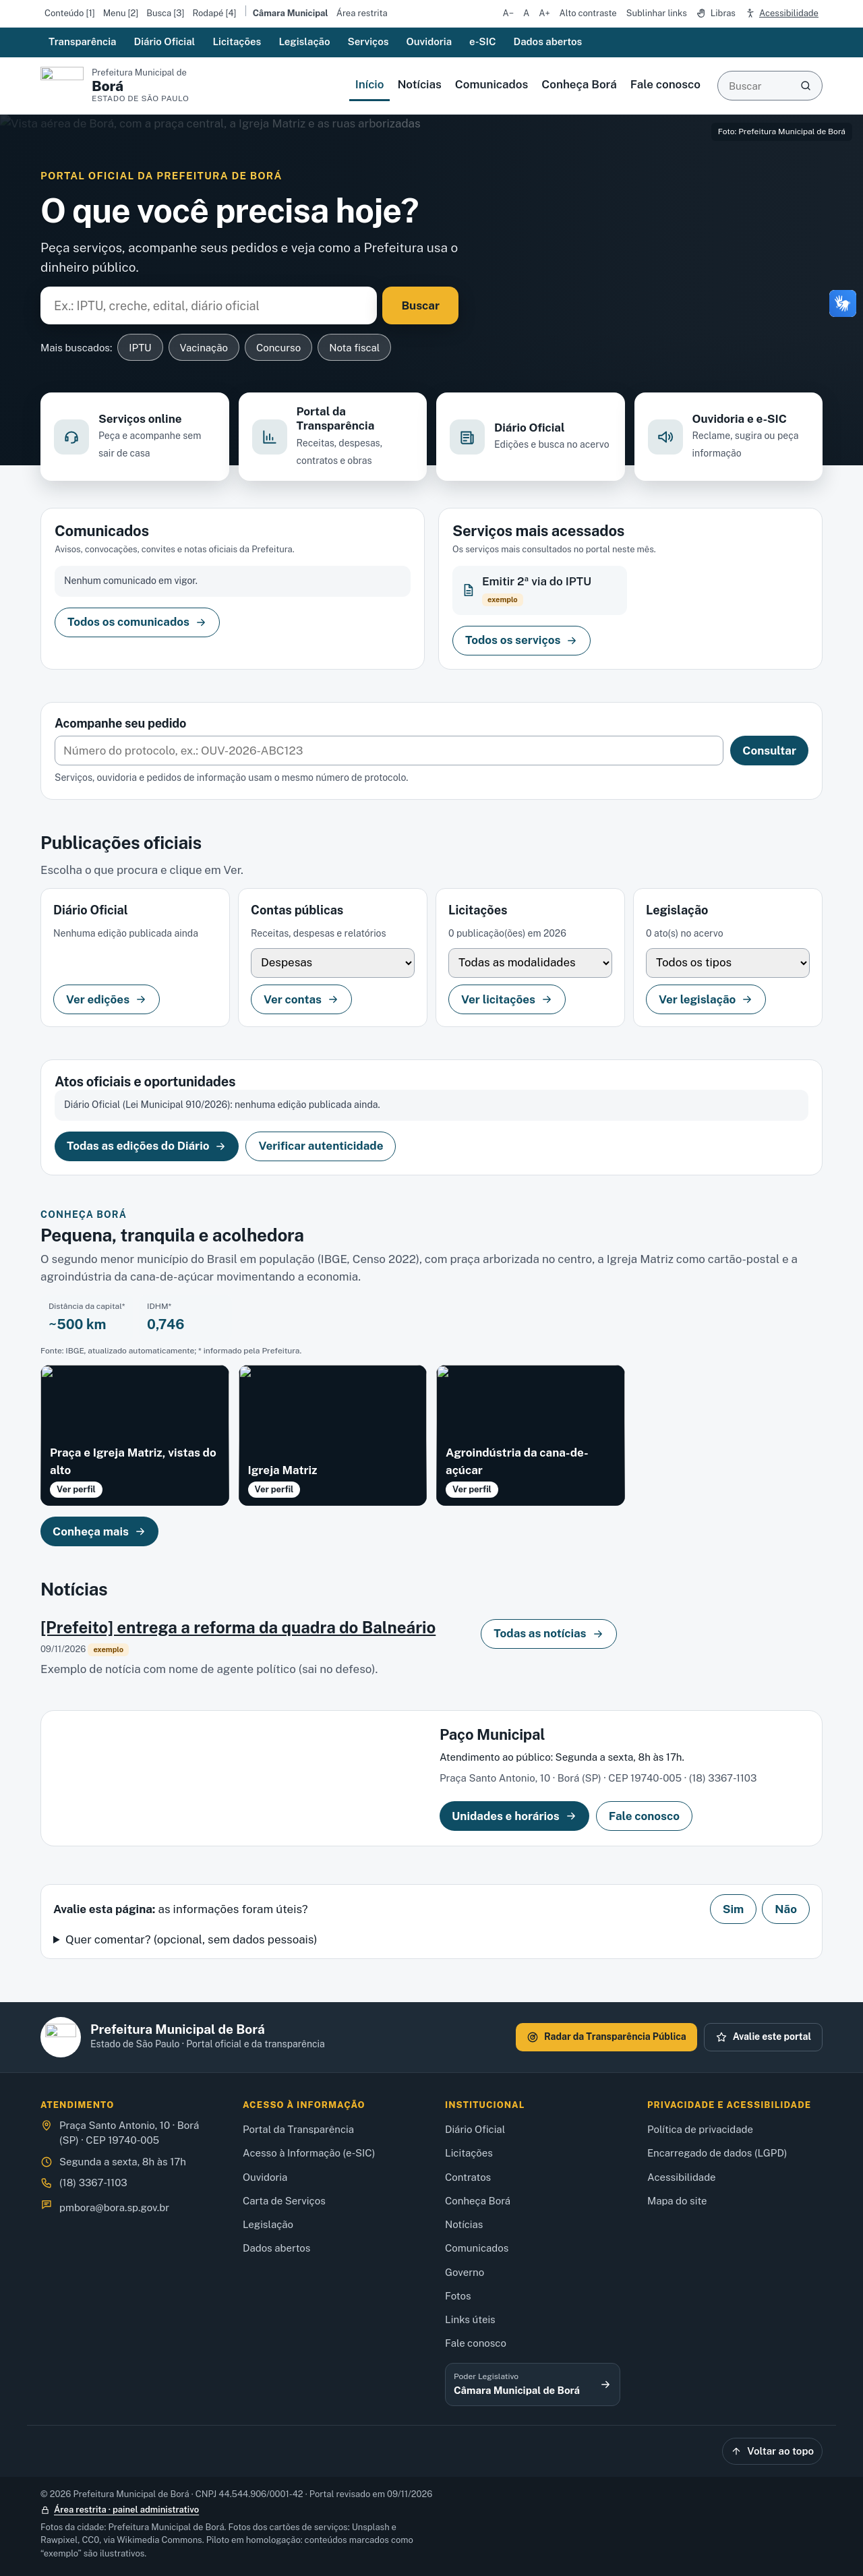 Conteúdo [1] Menu [2] Busca [3] Rodapé [4] Câmara Municipal Área restrita A− A A+ Alto contraste Sublinhar links Libras Acessibilidade
Transparência Diário Oficial Licitações Legislação Serviços Ouvidoria e-SIC Dados abertos
Prefeitura Municipal de
Borá
ESTADO DE SÃO PAULO
Início Notícias Comunicados Conheça Borá Fale conosco Buscar
Vista aérea de Borá, com a praça central, a Igreja Matriz e as ruas arborizadas
Foto: Prefeitura Municipal de Borá
PORTAL OFICIAL DA PREFEITURA DE BORÁ
O que você precisa hoje?
Peça serviços, acompanhe seus pedidos e veja como a Prefeitura usa o
dinheiro público.
Ex.: IPTU, creche, edital, diário oficial Buscar
Mais buscados: IPTU Vacinação Concurso Nota fiscal
Serviços online
Peça e acompanhe sem
sair de casa
Portal da
Transparência
Receitas, despesas,
contratos e obras
Diário Oficial
Edições e busca no acervo
Ouvidoria e e-SIC
Reclame, sugira ou peça
informação
Comunicados
Avisos, convocações, convites e notas oficiais da Prefeitura.
Nenhum comunicado em vigor.
Todos os comunicados →
Serviços mais acessados
Os serviços mais consultados no portal neste mês.
Emitir 2ª via do IPTU
exemplo
Todos os serviços →
Acompanhe seu pedido
Número do protocolo, ex.: OUV-2026-ABC123 Consultar
Serviços, ouvidoria e pedidos de informação usam o mesmo número de protocolo.
Publicações oficiais
Escolha o que procura e clique em Ver.
Diário Oficial
Nenhuma edição publicada ainda
Ver edições →
Contas públicas
Receitas, despesas e relatórios
Despesas
Ver contas →
Licitações
0 publicação(ões) em 2026
Todas as modalidades
Ver licitações →
Legislação
0 ato(s) no acervo
Todos os tipos
Ver legislação →
Atos oficiais e oportunidades
Diário Oficial (Lei Municipal 910/2026): nenhuma edição publicada ainda.
Todas as edições do Diário → Verificar autenticidade
CONHEÇA BORÁ
Pequena, tranquila e acolhedora
O segundo menor município do Brasil em população (IBGE, Censo 2022), com praça arborizada no centro, a Igreja Matriz como cartão-postal e a
agroindústria da cana-de-açúcar movimentando a economia.
Distância da capital* IDHM*
~500 km 0,746
Fonte: IBGE, atualizado automaticamente; * informado pela Prefeitura.
Praça e Igreja Matriz, vistas do
alto
Ver perfil
Igreja Matriz
Ver perfil
Agroindústria da cana-de-
açúcar
Ver perfil
Conheça mais →
Notícias
[Prefeito] entrega a reforma da quadra do Balneário
09/11/2026 exemplo
Exemplo de notícia com nome de agente político (sai no defeso).
Todas as notícias →
Paço Municipal
Atendimento ao público: Segunda a sexta, 8h às 17h.
Praça Santo Antonio, 10 · Borá (SP) · CEP 19740-005 · (18) 3367-1103
Unidades e horários → Fale conosco
Avalie esta página: as informações foram úteis? Sim Não
Quer comentar? (opcional, sem dados pessoais)
Prefeitura Municipal de Borá
Estado de São Paulo · Portal oficial e da transparência
Radar da Transparência Pública Avalie este portal
ATENDIMENTO
Praça Santo Antonio, 10 · Borá
(SP) · CEP 19740-005
Segunda a sexta, 8h às 17h
(18) 3367-1103
pmbora@bora.sp.gov.br
ACESSO À INFORMAÇÃO
Portal da Transparência
Acesso à Informação (e-SIC)
Ouvidoria
Carta de Serviços
Legislação
Dados abertos
INSTITUCIONAL
Diário Oficial
Licitações
Contratos
Conheça Borá
Notícias
Comunicados
Governo
Fotos
Links úteis
Fale conosco
Poder Legislativo
Câmara Municipal de Borá →
PRIVACIDADE E ACESSIBILIDADE
Política de privacidade
Encarregado de dados (LGPD)
Acessibilidade
Mapa do site
Voltar ao topo
© 2026 Prefeitura Municipal de Borá · CNPJ 44.544.906/0001-42 · Portal revisado em 09/11/2026
Área restrita · painel administrativo
Fotos da cidade: Prefeitura Municipal de Borá. Fotos dos cartões de serviços: Unsplash e
Rawpixel, CC0, via Wikimedia Commons. Piloto em homologação: conteúdos marcados como
“exemplo” são ilustrativos.